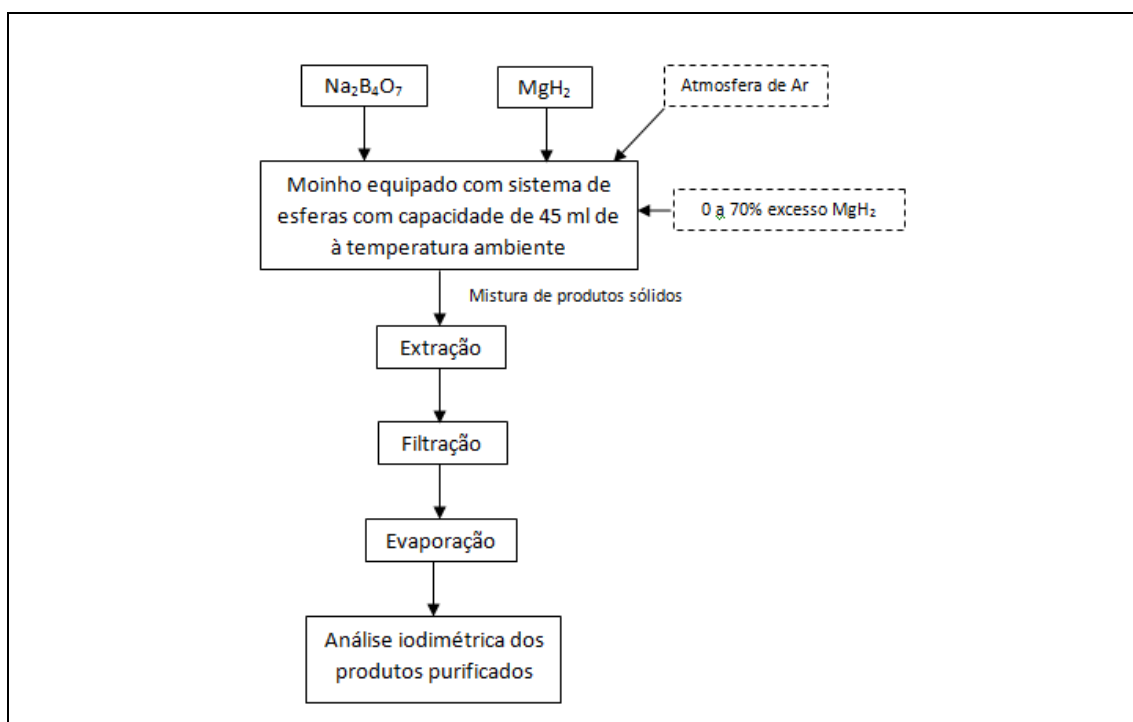 Na₂B₄O₇
MgH₂
Atmosfera de Ar
Moinho equipado com sistema de
esferas com capacidade de 45 ml de
à temperatura ambiente
0 a 70% excesso MgH₂
Mistura de produtos sólidos
Extração
Filtração
Evaporação
Análise iodimétrica dos
produtos purificados